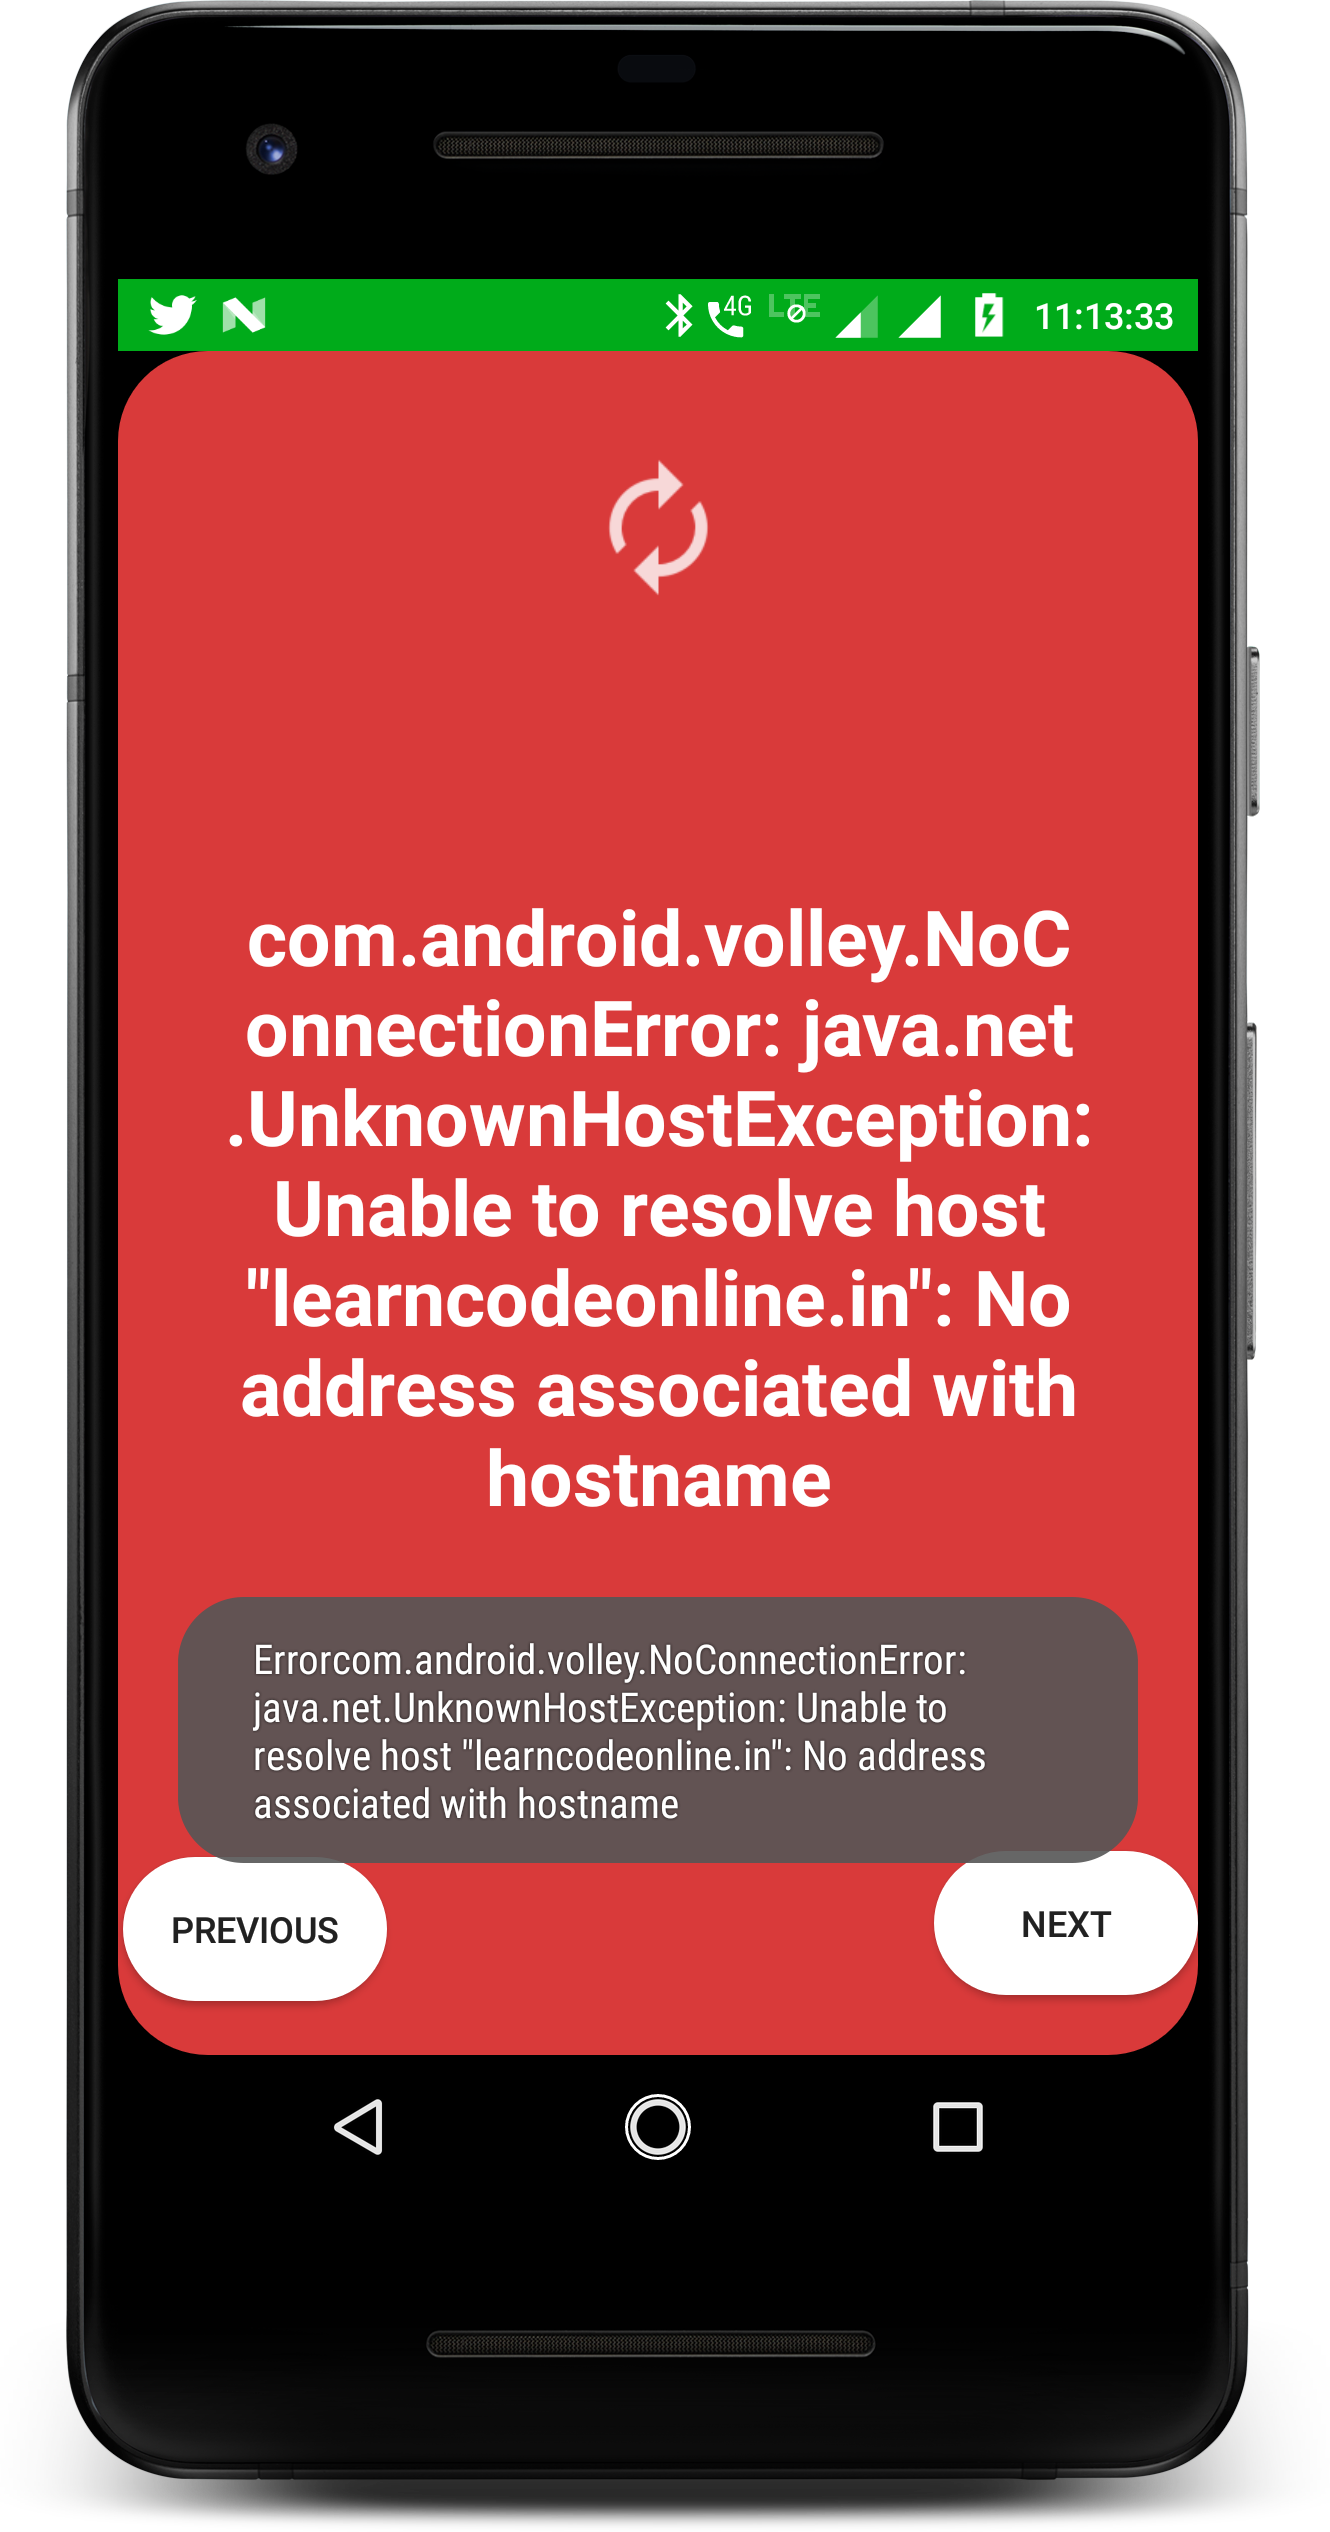 4G LTE 11:13:33
com.android.volley.NoC
onnectionError: java.net
.UnknownHostException:
Unable to resolve host
"learncodeonline.in": No
address associated with
hostname
Errorcom.android.volley.NoConnectionError:
java.net.UnknownHostException: Unable to
resolve host "learncodeonline.in": No address
associated with hostname
PREVIOUS
NEXT